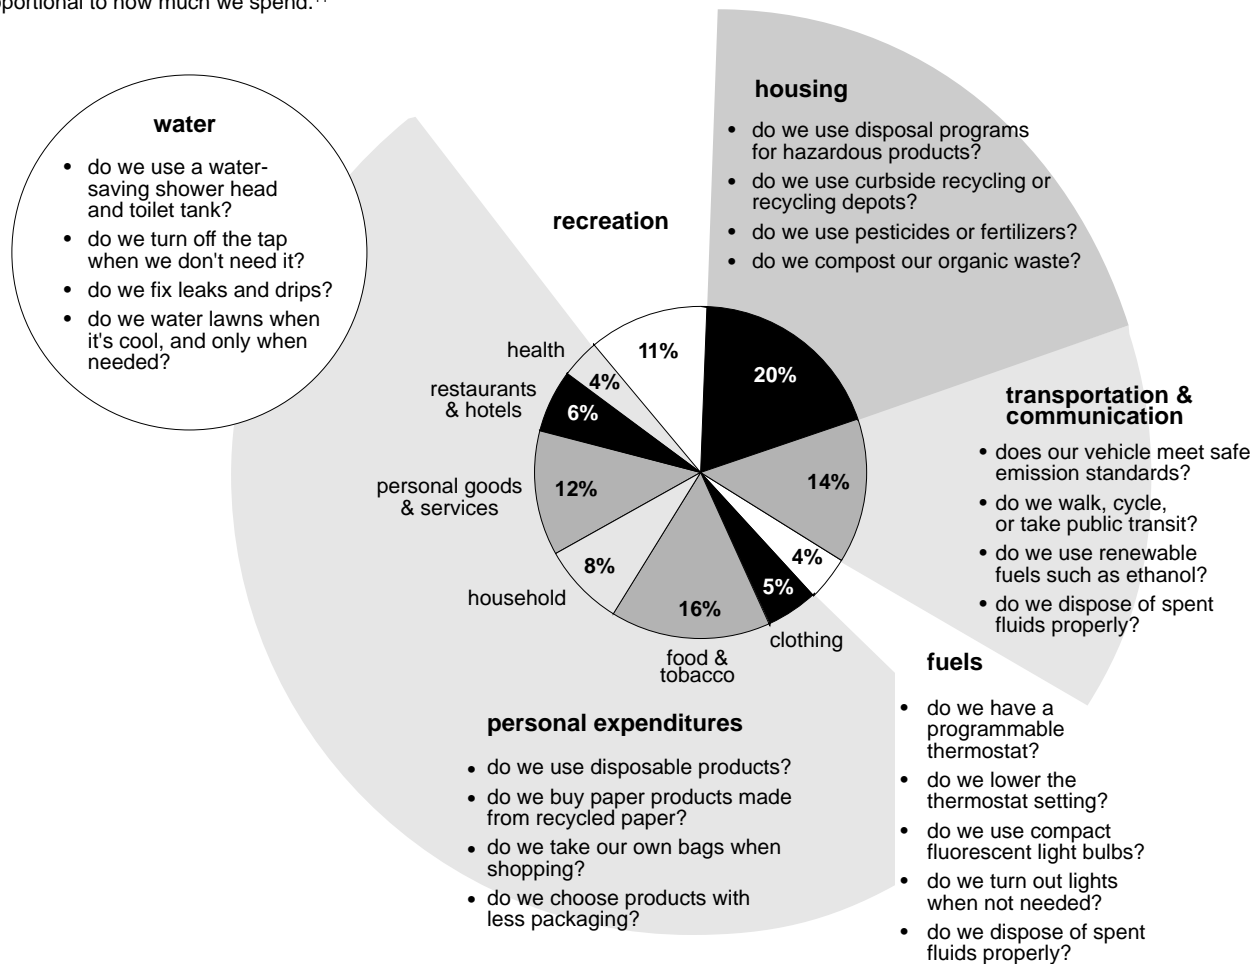 proportional to how much we spend.
water
• do we use a water-
saving shower head
and toilet tank?
• do we turn off the tap
when we don't need it?
• do we fix leaks and drips?
• do we water lawns when
it's cool, and only when
needed?
recreation
housing
• do we use disposal programs
for hazardous products?
• do we use curbside recycling or
recycling depots?
• do we use pesticides or fertilizers?
• do we compost our organic waste?
health
restaurants
& hotels
personal goods
& services
household
food &
tobacco
clothing
11%
20%
4%
6%
14%
12%
4%
8%
5%
16%
transportation &
communication
• does our vehicle meet safe
emission standards?
• do we walk, cycle,
or take public transit?
• do we use renewable
fuels such as ethanol?
• do we dispose of spent
fluids properly?
fuels
• do we have a
programmable
thermostat?
• do we lower the
thermostat setting?
• do we use compact
fluorescent light bulbs?
• do we turn out lights
when not needed?
• do we dispose of spent
fluids properly?
personal expenditures
• do we use disposable products?
• do we buy paper products made
from recycled paper?
• do we take our own bags when
shopping?
• do we choose products with
less packaging?